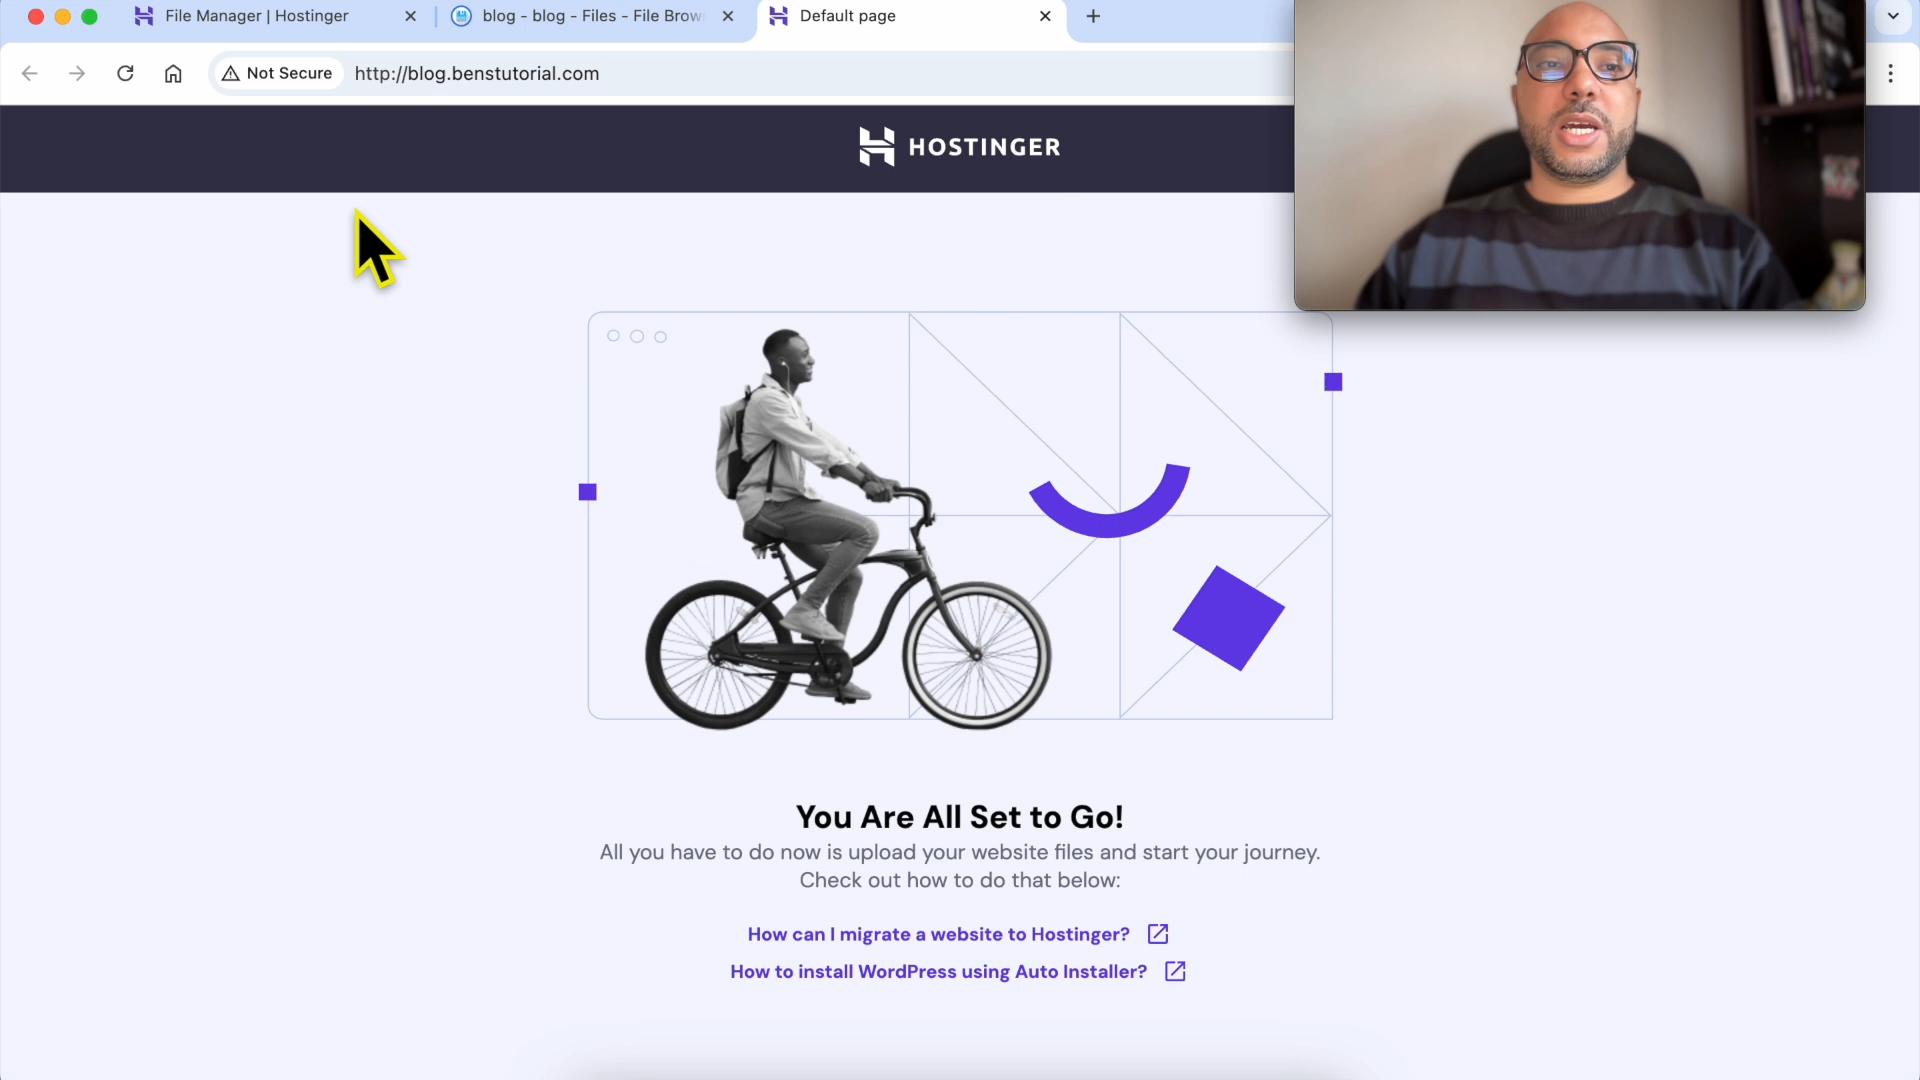 File Manager | Hostinger
blog - blog - Files - File Brow
Default page
Not Secure
http://blog.benstutorial.com
HOSTINGER
You Are All Set to Go!
All you have to do now is upload your website files and start your journey.
Check out how to do that below:
How can I migrate a website to Hostinger?
How to install WordPress using Auto Installer?